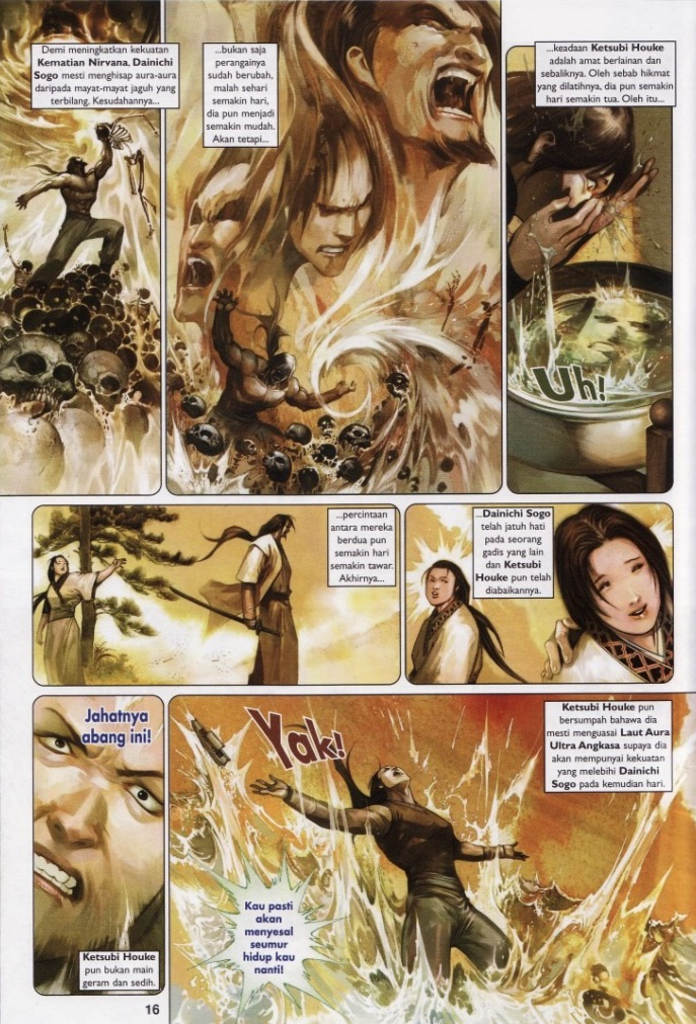 Demi meningkatkan kekuatan
Kematian Nirvana, Dainichi
Sogo mesti menghisap aura-aura
daripada mayat-mayat jaguh yang
terbilang. Kesudahannya...
...bukan saja
perangainya
sudah berubah,
malah sehari
semakin hari,
dia pun menjadi
semakin mudah.
Akan tetapi...
...keadaan Ketsubi Houke
adalah amat berlainan dan
sebaliknya. Oleh sebab hikmat
yang dilatihnya, dia pun sehari
hari semakin tua. Oleh itu...
Uh!
...percintaan
antara mereka
berdua pun
semakin hari
semakin tawar.
Akhirnya...
...Dainichi Sogo
telah jatuh hati
pada seorang
gadis yang lain
dan Ketsubi
Houke pun telah
diabaikannya.
Jahatnya
abang ini!
Ketsubi Houke
pun bukan main
geram dan sedih.
Yak!
Ketsubi Houke pun
bersumpah bahawa dia
mesti menguasai Laut Aura
Ultra Angkasa supaya dia
akan mempunyai kekuatan
yang melebihi Dainichi
Sogo pada kemudian hari.
Kau pasti
akan
menyesal
seumur
hidup kau
nanti!
16